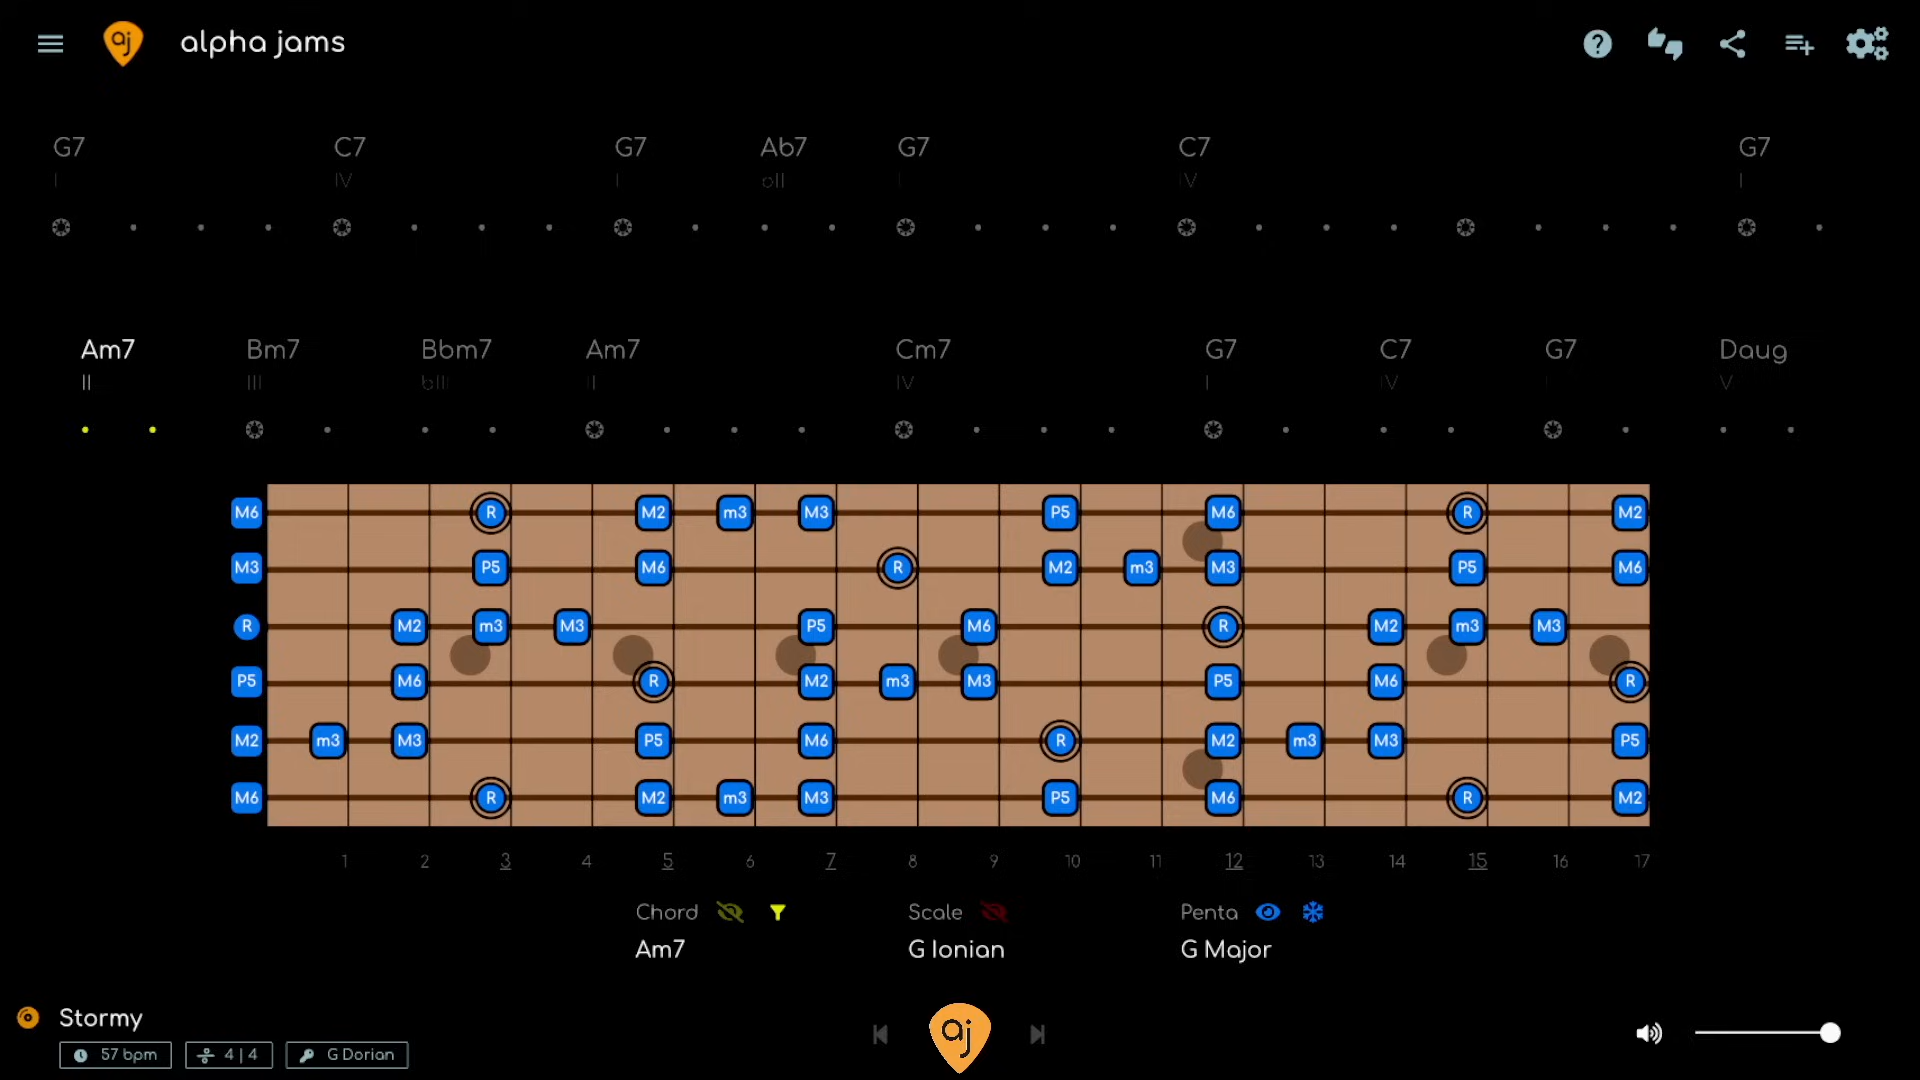 aj alpha jams
G7 C7 G7 Ab7 G7 C7 G7
I IV I bII I IV I
Am7 Bm7 Bbm7 Am7 Cm7 G7 C7 G7 Daug
II III bIII II IV I IV I V
M6 R M2 m3 M3 P5 M6 R M2
M3 P5 M6 R M2 m3 M3 P5 M6
R M2 m3 M3 P5 M6 R M2 m3 M3
P5 M6 R M2 m3 M3 P5 M6 R
M2 m3 M3 P5 M6 R M2 m3 M3 P5
M6 R M2 m3 M3 P5 M6 R M2
1 2 3 4 5 6 7 8 9 10 11 12 13 14 15 16 17
Chord Scale Penta
Am7 G Ionian G Major
Stormy
57 bpm 4|4 G Dorian
aj